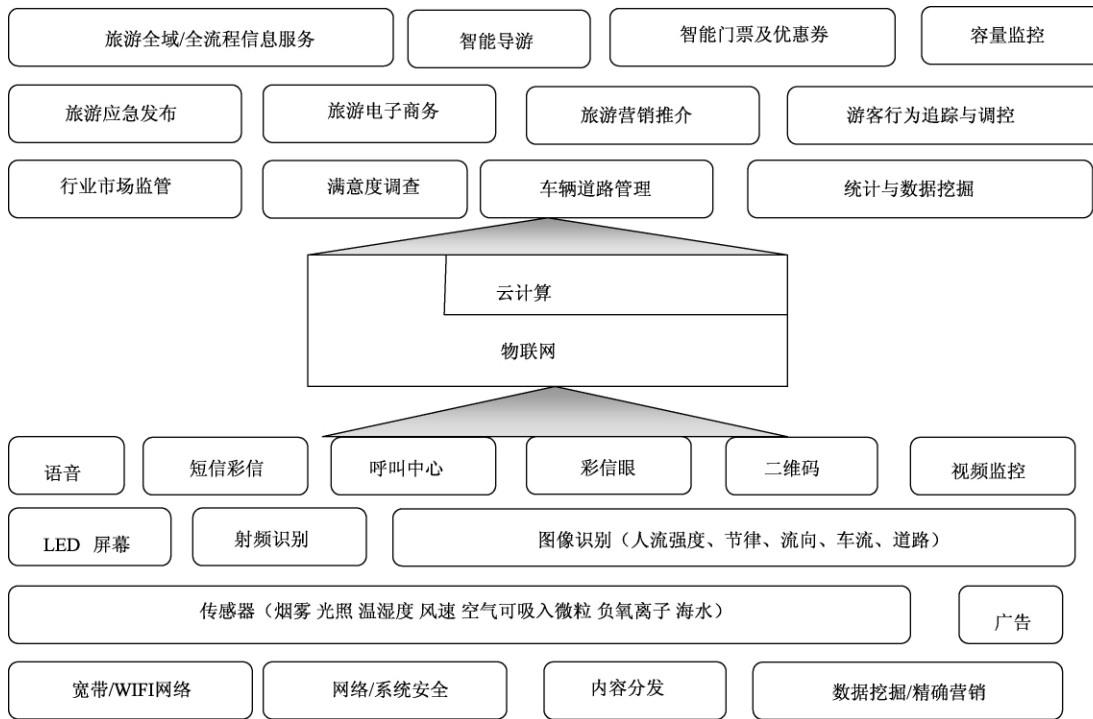 旅游全域/全流程信息服务
智能导游
智能门票及优惠券
容量监控
旅游应急发布
旅游电子商务
旅游营销推介
游客行为追踪与调控
行业市场监管
满意度调查
车辆道路管理
统计与数据挖掘
云计算
物联网
语音
短信彩信
呼叫中心
彩信眼
二维码
视频监控
LED 屏幕
射频识别
图像识别（人流强度、节律、流向、车流、道路）
传感器（烟雾 光照 温湿度 风速 空气可吸入微粒 负氧离子 海水）
广告
宽带/WIFI网络
网络/系统安全
内容分发
数据挖掘/精确营销